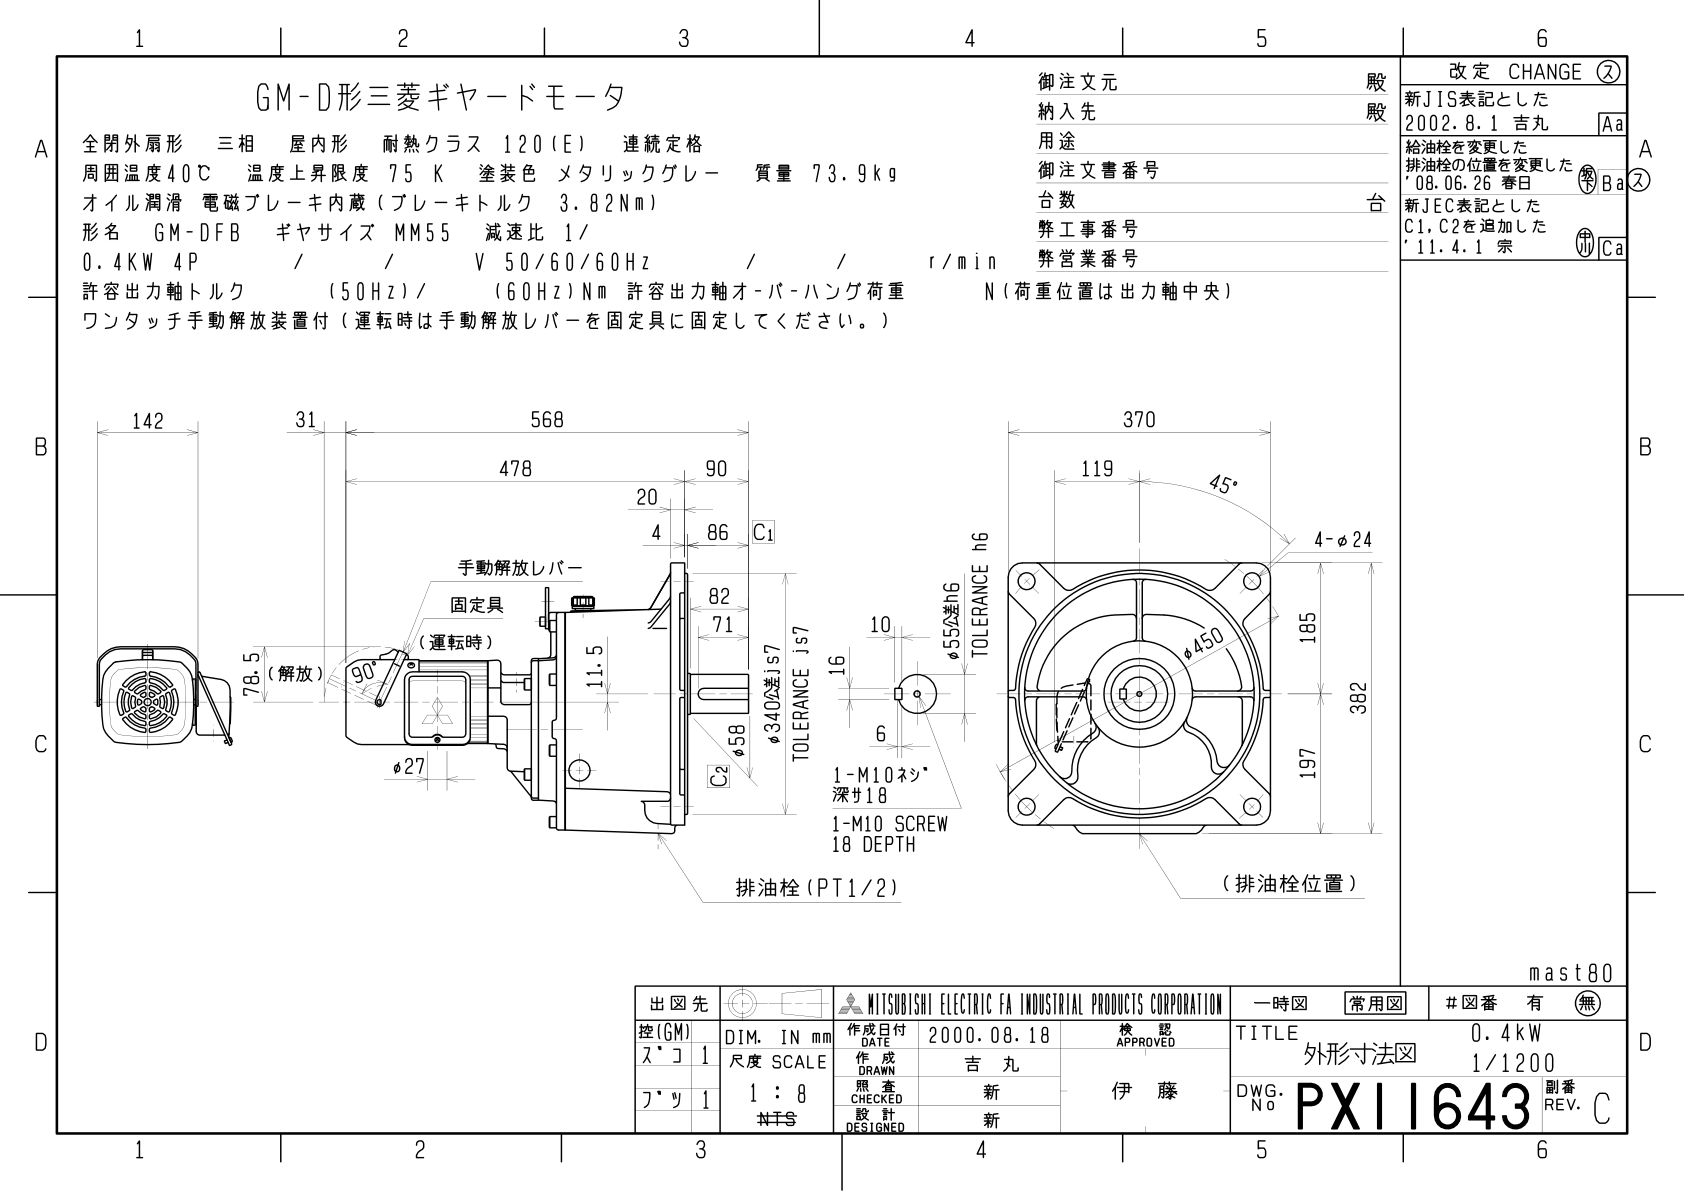 1 2 3 4 5 6
A
B
C
D
GM-D形三菱ギヤードモータ
全閉外扇形 三相 屋内形 耐熱クラス 120(E) 連続定格
周囲温度40℃ 温度上昇限度 75 K 塗装色 メタリックグレー 質量 73.9kg
オイル潤滑 電磁ブレーキ内蔵(ブレーキトルク 3.82Nm)
形名 GM-DFB ギヤサイズ MM55 減速比 1/
0.4KW 4P / / V 50/60/60Hz / / r/min
許容出力軸トルク (50Hz)/ (60Hz)Nm 許容出力軸オーバーハング荷重 N(荷重位置は出力軸中央)
ワンタッチ手動解放装置付(運転時は手動解放レバーを固定具に固定してください。)
御注文元 殿
納入先 殿
用途
御注文書番号
台数 台
弊工事番号
弊営業番号
改定 CHANGE ス
新JIS表記とした
2002.8.1 吉丸 Aa
給油栓を変更した
排油栓の位置を変更した
'08.06.26 春日 坂下 Ba ス
新JEC表記とした
C1,C2を追加した
'11.4.1 宗 中川 Ca
A
B
C
D
142
31
568
478
90
20
4
86
C1
82
71
手動解放レバー
固定具
(運転時)
78.5
(解放)
90°
11.5
φ27
φ340公差js7
TOLERANCE js7
φ58
C2
排油栓(PT1/2)
10
16
6
φ55公差h6
TOLERANCE h6
1-M10ネジ
深サ18
1-M10 SCREW
18 DEPTH
370
119
45°
4-φ24
φ450
185
197
382
(排油栓位置)
mast80
出図先
控(GM)
ズコ 1
ブツ 1
DIM. IN mm
尺度 SCALE
1 : 8
NTS
MITSUBISHI ELECTRIC FA INDUSTRIAL PRODUCTS CORPORATION
作成日付
DATE
2000.08.18
作成
DRAWN
吉丸
照査
CHECKED
新
設計
DESIGNED
新
検認
APPROVED
伊藤
一時図 常用図 #図番 有 無
TITLE
外形寸法図
0.4kW
1/1200
DWG.
No
PX11643
副番
REV.
C
1 2 3 4 5 6